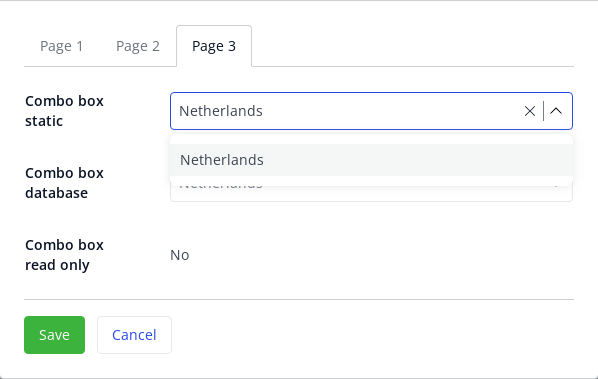 Page 1 Page 2 Page 3
Combo box
static
Netherlands
Netherlands
Combo box
database
Netherlands
Combo box
read only
No
Save Cancel